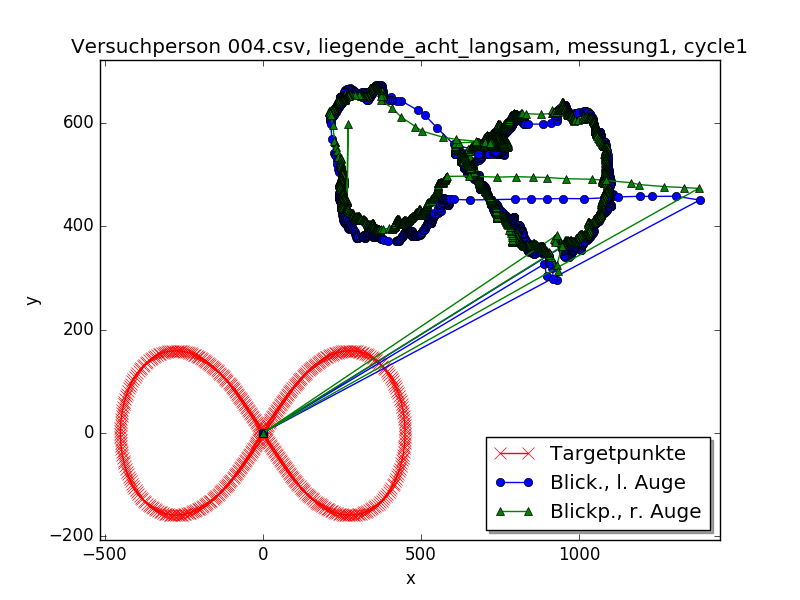 Versuchperson 004.csv, liegende_acht_langsam, messung1, cycle1
y
600
400
200
0
−200
−500
0
500
1000
x
Targetpunkte
Blick., l. Auge
Blickp., r. Auge